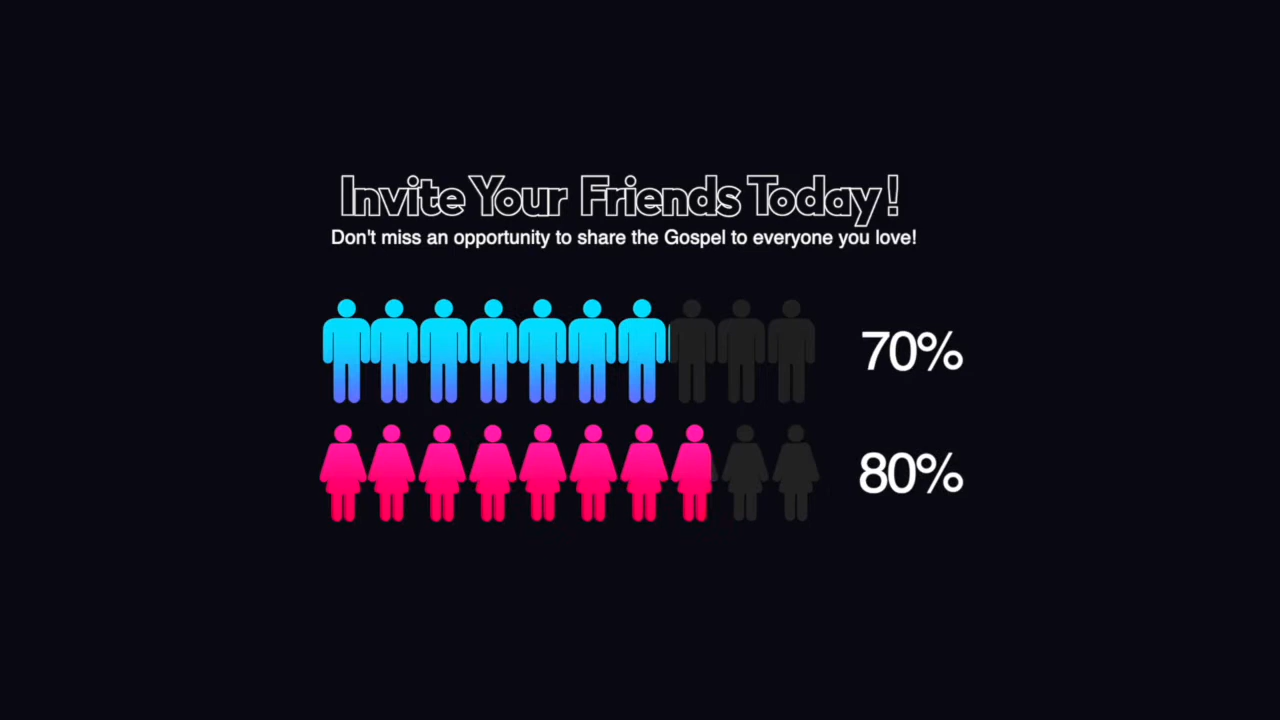 Invite Your Friends Today!
Don't miss an opportunity to share the Gospel to everyone you love!
70%
80%